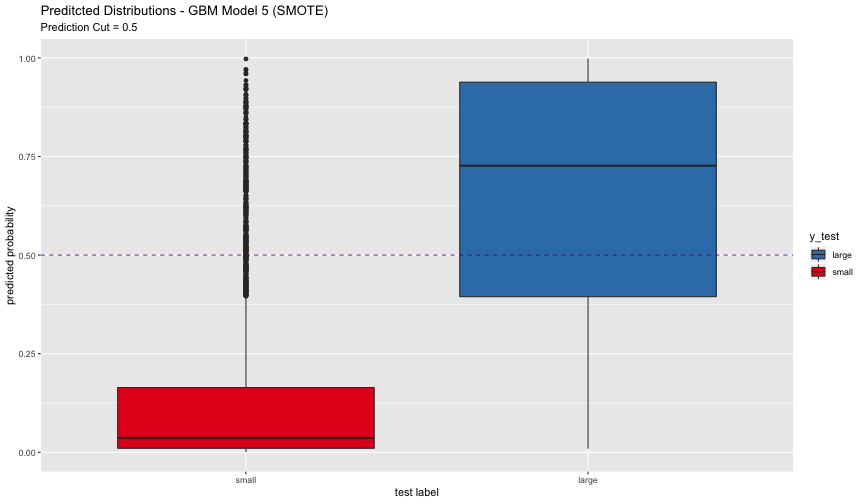 Preditcted Distributions - GBM Model 5 (SMOTE)
Prediction Cut = 0.5
predicted probability
1.00
0.75
0.50
0.25
0.00
small
large
test label
y_test
large
small